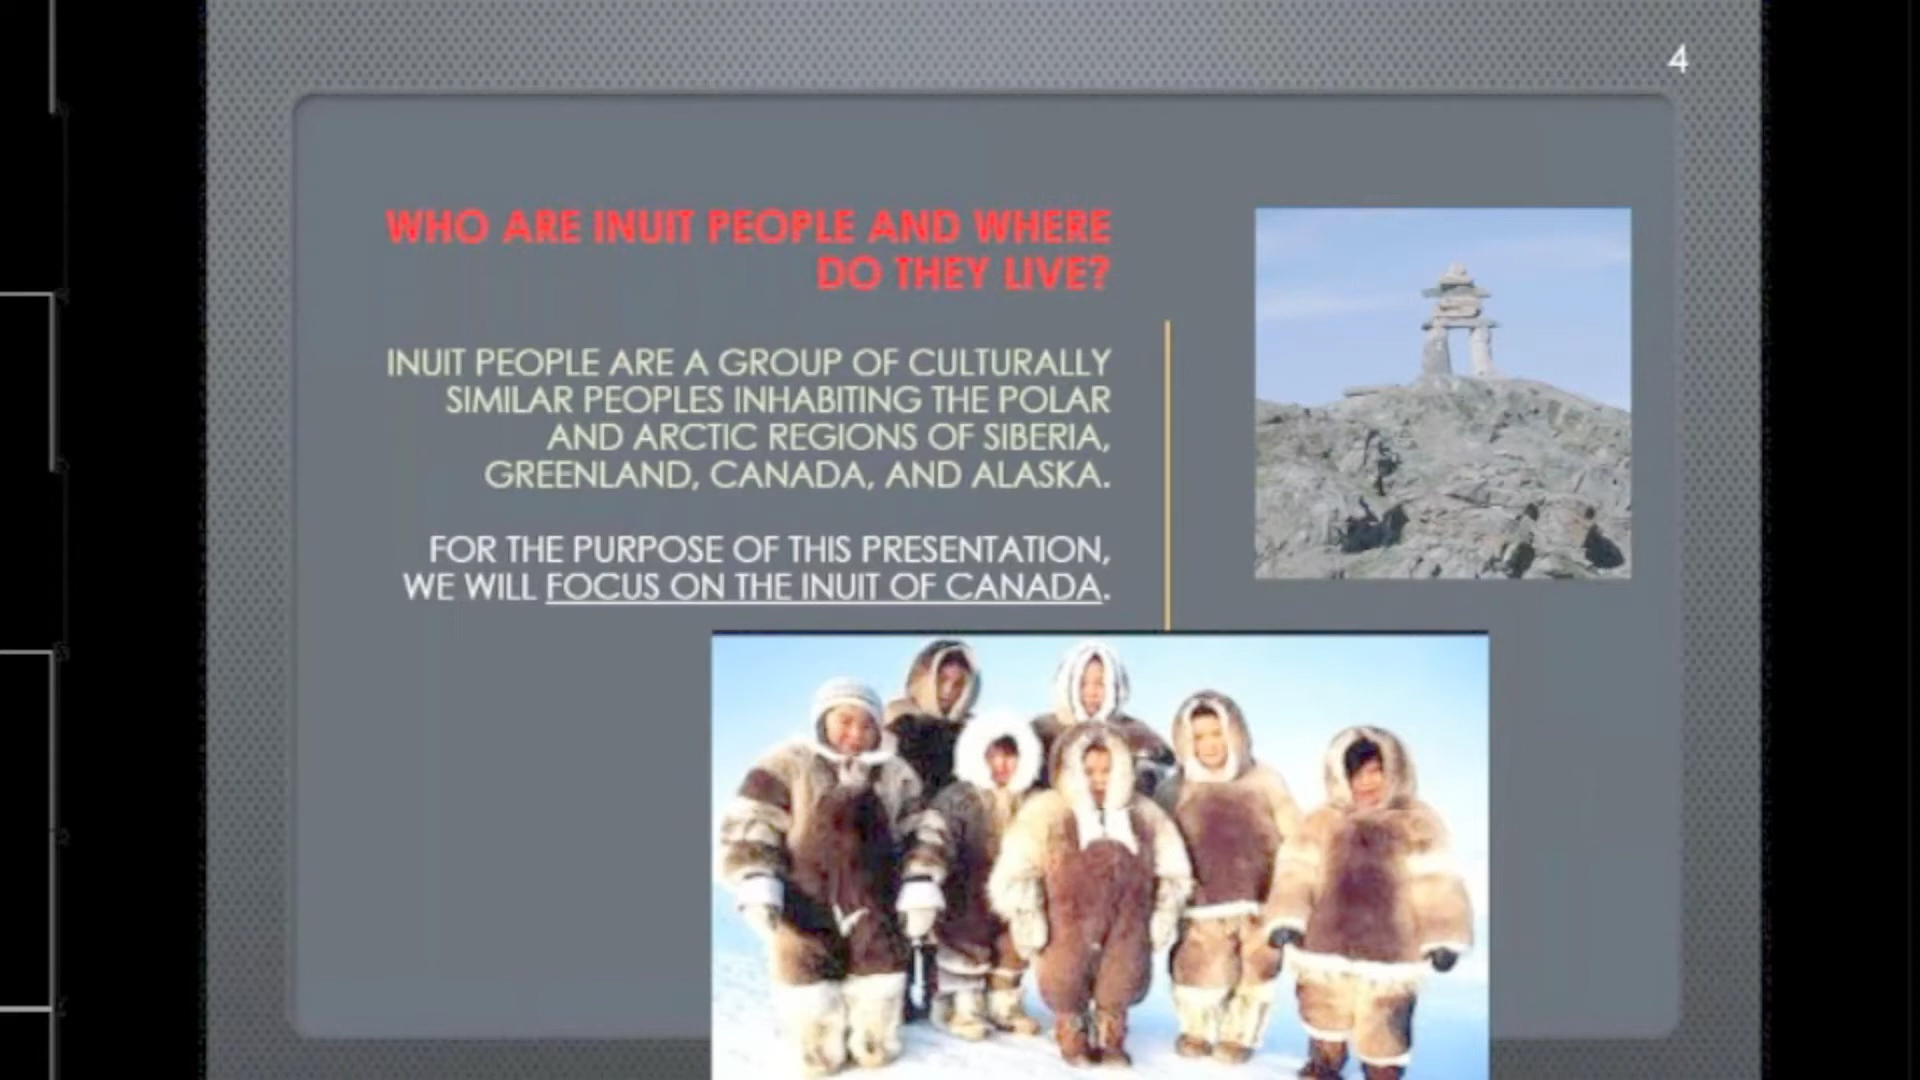 4
WHO ARE INUIT PEOPLE AND WHERE
DO THEY LIVE?
INUIT PEOPLE ARE A GROUP OF CULTURALLY
SIMILAR PEOPLES INHABITING THE POLAR
AND ARCTIC REGIONS OF SIBERIA,
GREENLAND, CANADA, AND ALASKA.
FOR THE PURPOSE OF THIS PRESENTATION,
WE WILL FOCUS ON THE INUIT OF CANADA.